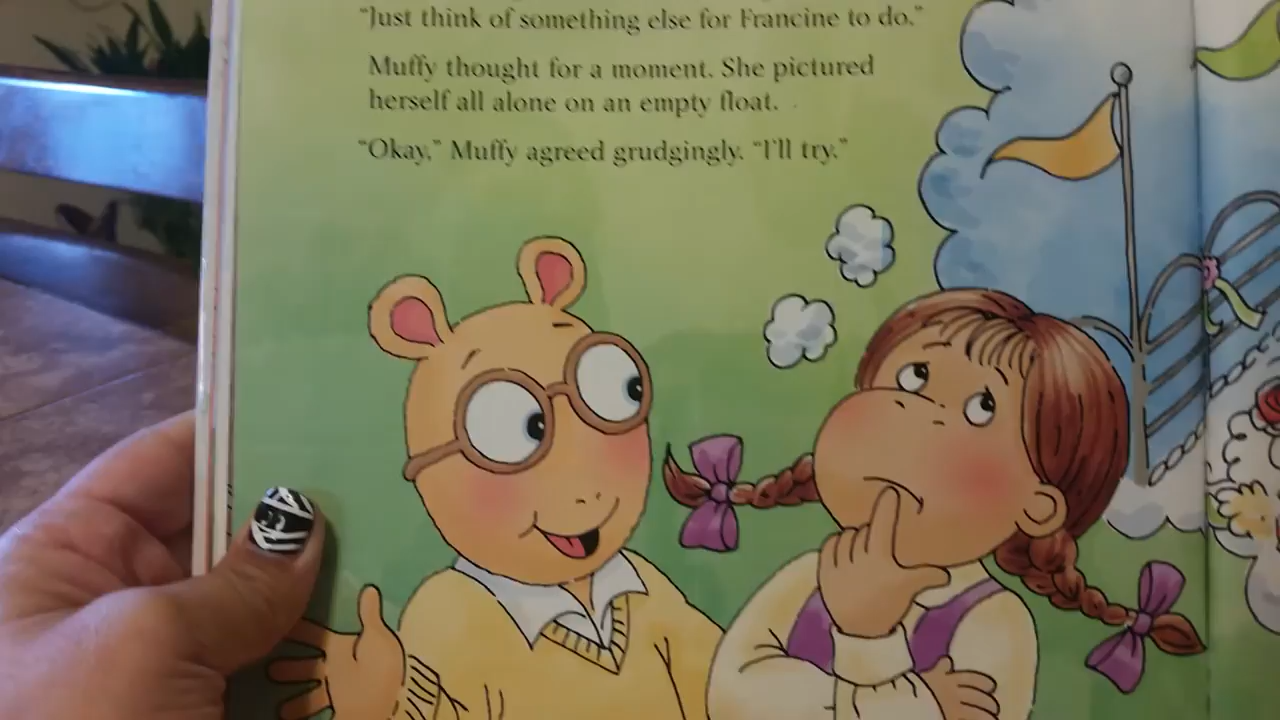 "Just think of something else for Francine to do."
Muffy thought for a moment. She pictured
herself all alone on an empty float.
"Okay," Muffy agreed grudgingly. "I'll try."